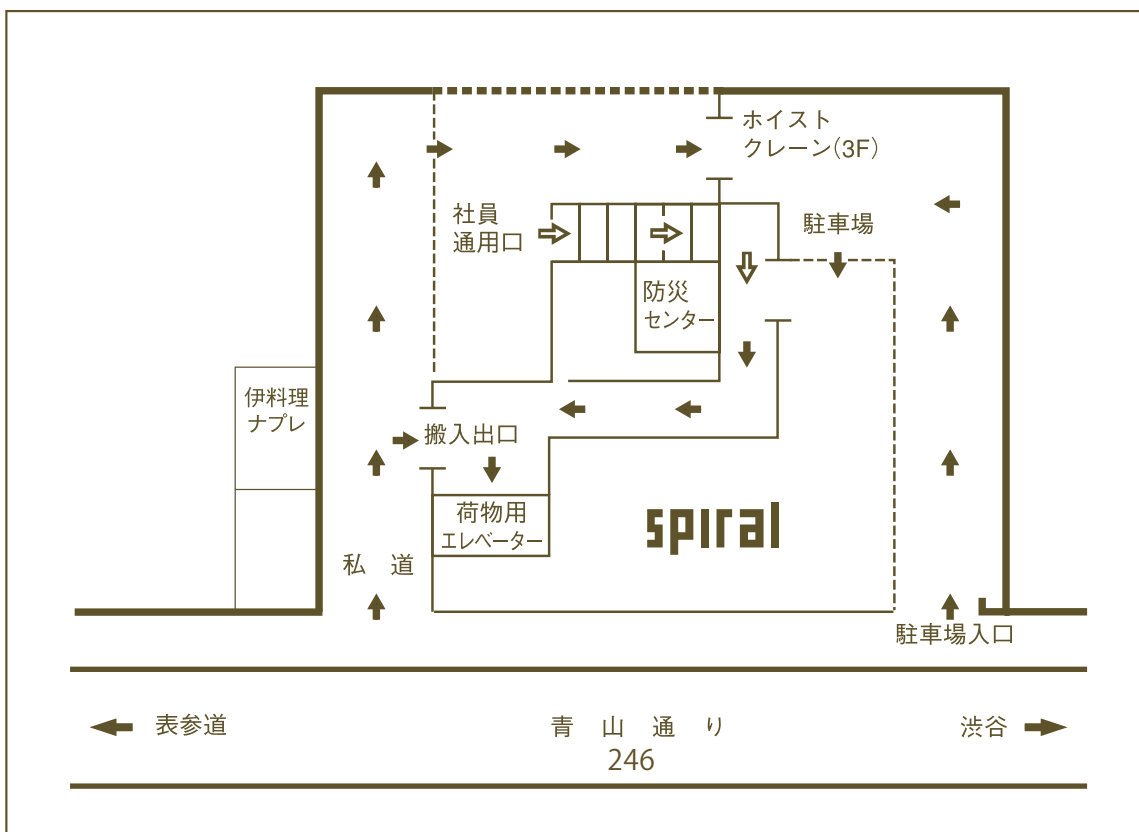 ホイスト
クレーン(3F)
社員
通用口
駐車場
防災
センター
伊料理
ナプレ
搬入出口
荷物用
エレベーター
spiral
私 道
駐車場入口
表参道
青 山 通 り
渋谷
246